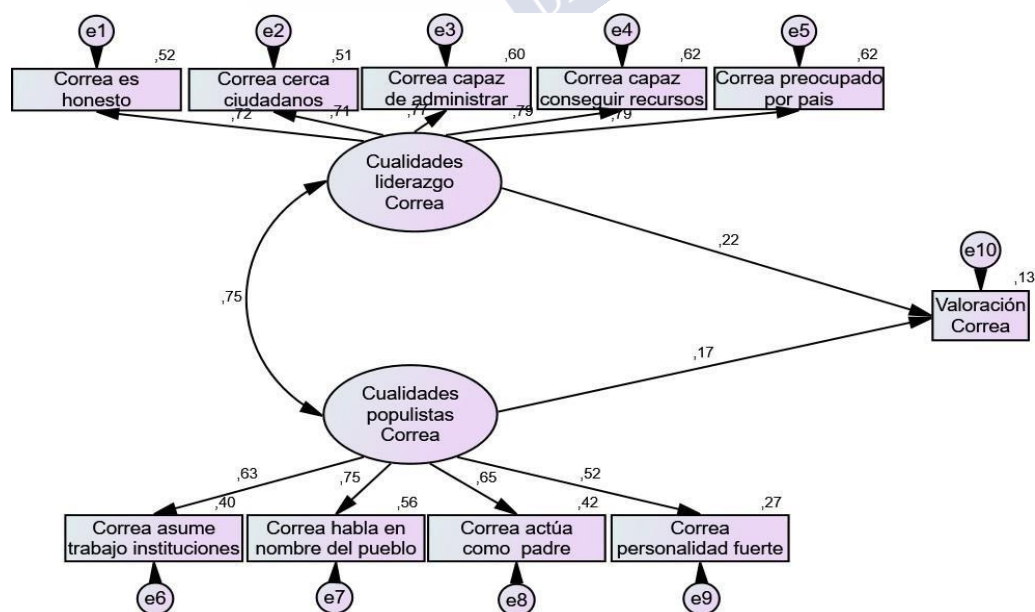 e1
e2
e3
e4
e5
,52
,51
,60
,62
,62
Correa es
honesto
Correa cerca
ciudadanos
Correa capaz
de administrar
Correa capaz
conseguir recursos
Correa preocupado
por pais
,72
,71
,77
,79
,79
Cualidades
liderazgo
Correa
,22
e10
,13
Valoración
Correa
,75
,17
Cualidades
populistas
Correa
,63
,75
,65
,52
,40
,56
,42
,27
Correa asume
trabajo instituciones
Correa habla en
nombre del pueblo
Correa actúa
como padre
Correa
personalidad fuerte
e6
e7
e8
e9